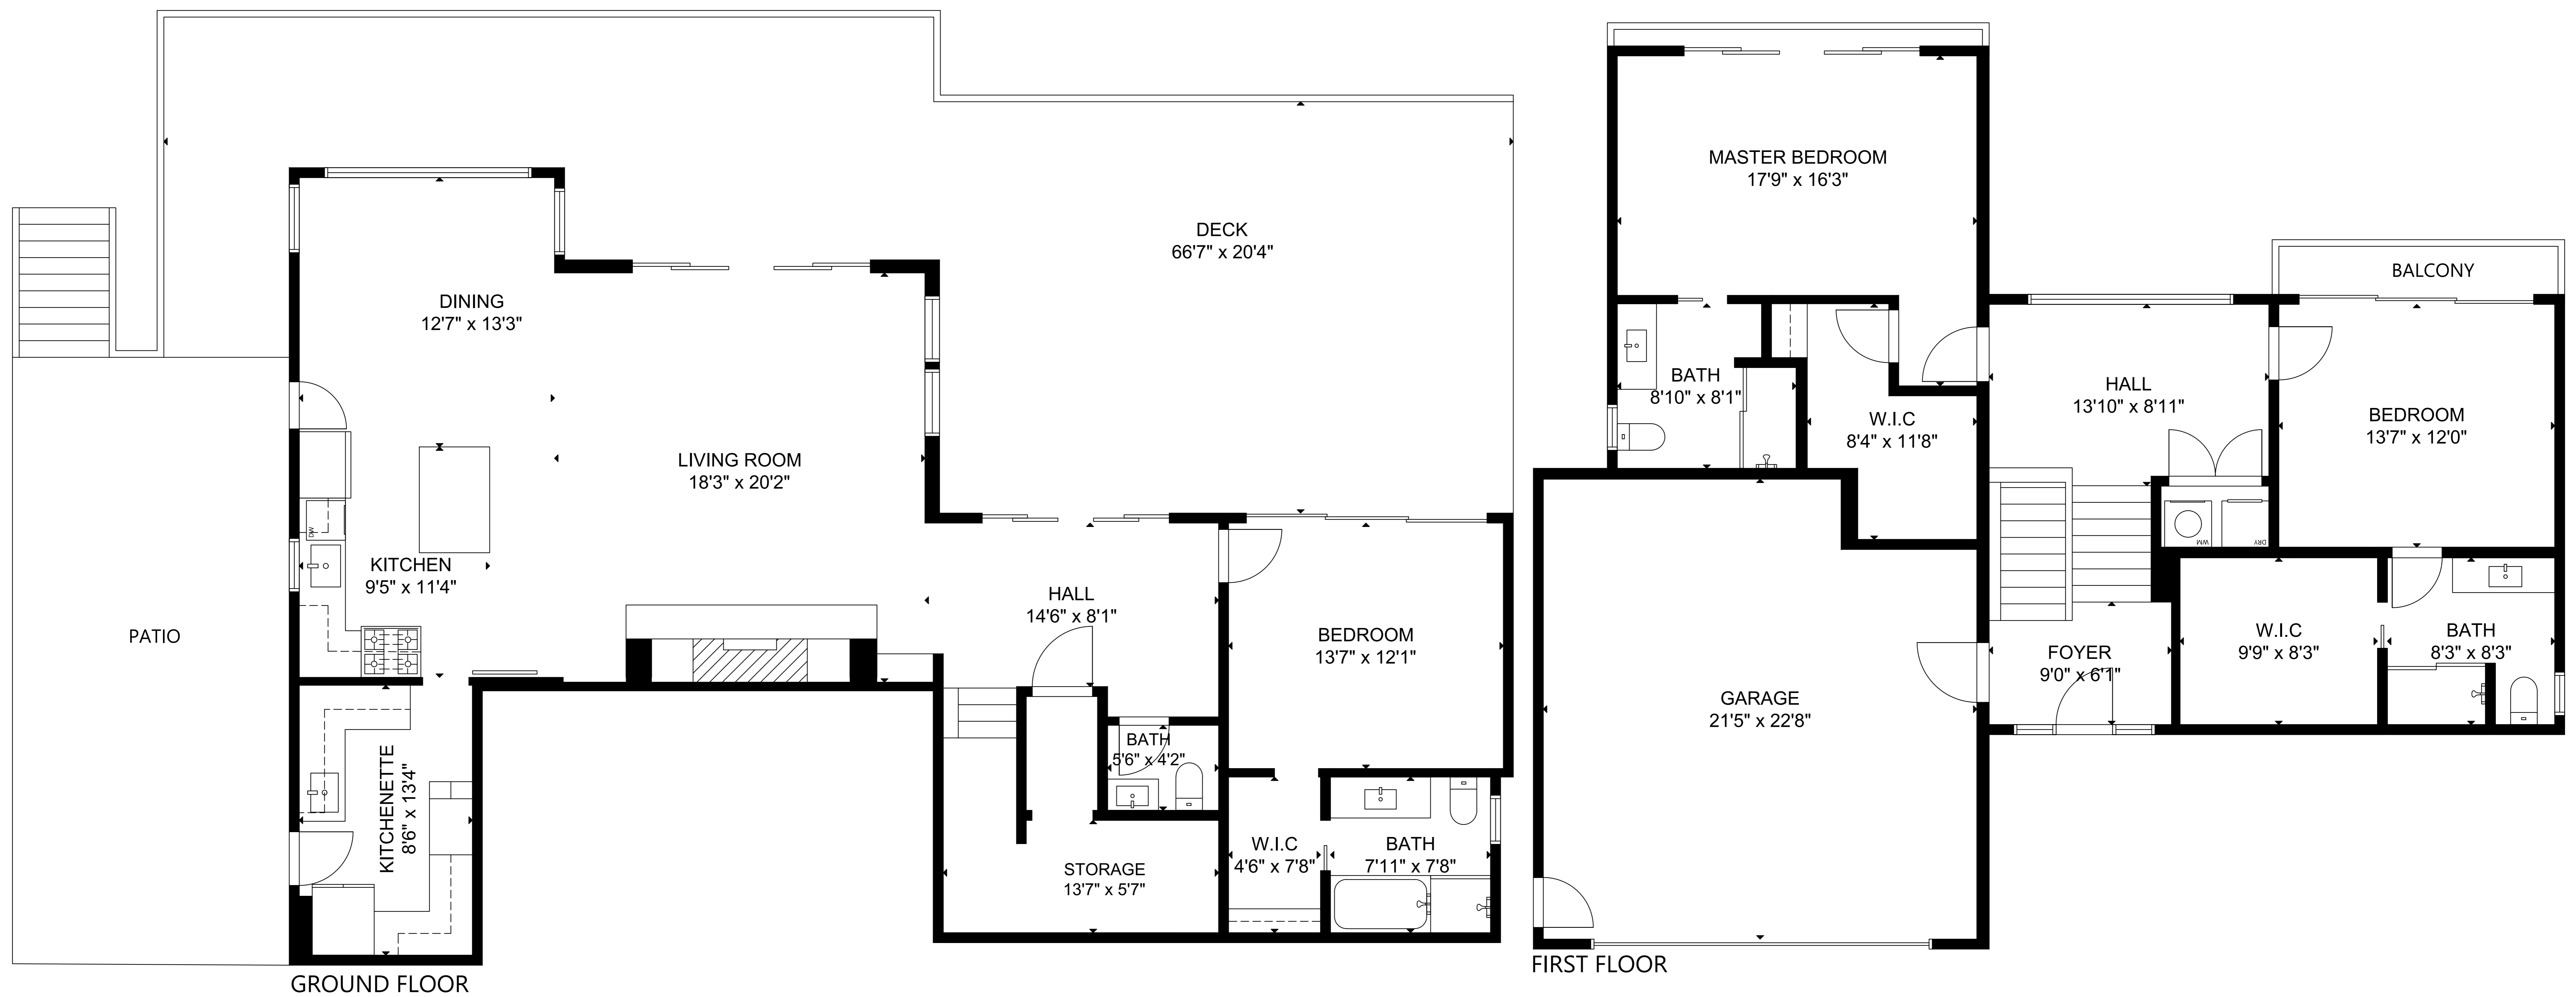 DECK
66'7" x 20'4"
DINING
12'7" x 13'3"
LIVING ROOM
18'3" x 20'2"
DW
KITCHEN
9'5" x 11'4"
HALL
14'6" x 8'1"
PATIO
BEDROOM
13'7" x 12'1"
BATH
5'6" x 4'2"
KITCHENETTE
8'6" x 13'4"
W.I.C
4'6" x 7'8"
BATH
7'11" x 7'8"
STORAGE
13'7" x 5'7"
GROUND FLOOR
MASTER BEDROOM
17'9" x 16'3"
BALCONY
BATH
8'10" x 8'1"
HALL
13'10" x 8'11"
W.I.C
8'4" x 11'8"
BEDROOM
13'7" x 12'0"
WM
DRY
W.I.C
9'9" x 8'3"
BATH
8'3" x 8'3"
FOYER
9'0" x 6'1"
GARAGE
21'5" x 22'8"
FIRST FLOOR